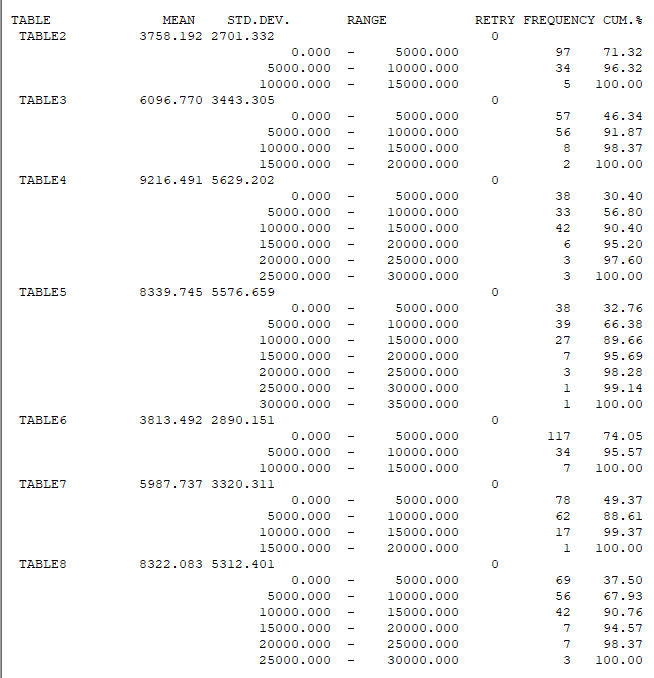 TABLE MEAN STD.DEV. RANGE RETRY FREQUENCY CUM.%
TABLE2 3758.192 2701.332 0
0.000 - 5000.000 97 71.32
5000.000 - 10000.000 34 96.32
10000.000 - 15000.000 5 100.00
TABLE3 6096.770 3443.305 0
0.000 - 5000.000 57 46.34
5000.000 - 10000.000 56 91.87
10000.000 - 15000.000 8 98.37
15000.000 - 20000.000 2 100.00
TABLE4 9216.491 5629.202 0
0.000 - 5000.000 38 30.40
5000.000 - 10000.000 33 56.80
10000.000 - 15000.000 42 90.40
15000.000 - 20000.000 6 95.20
20000.000 - 25000.000 3 97.60
25000.000 - 30000.000 3 100.00
TABLE5 8339.745 5576.659 0
0.000 - 5000.000 38 32.76
5000.000 - 10000.000 39 66.38
10000.000 - 15000.000 27 89.66
15000.000 - 20000.000 7 95.69
20000.000 - 25000.000 3 98.28
25000.000 - 30000.000 1 99.14
30000.000 - 35000.000 1 100.00
TABLE6 3813.492 2890.151 0
0.000 - 5000.000 117 74.05
5000.000 - 10000.000 34 95.57
10000.000 - 15000.000 7 100.00
TABLE7 5987.737 3320.311 0
0.000 - 5000.000 78 49.37
5000.000 - 10000.000 62 88.61
10000.000 - 15000.000 17 99.37
15000.000 - 20000.000 1 100.00
TABLE8 8322.083 5312.401 0
0.000 - 5000.000 69 37.50
5000.000 - 10000.000 56 67.93
10000.000 - 15000.000 42 90.76
15000.000 - 20000.000 7 94.57
20000.000 - 25000.000 7 98.37
25000.000 - 30000.000 3 100.00